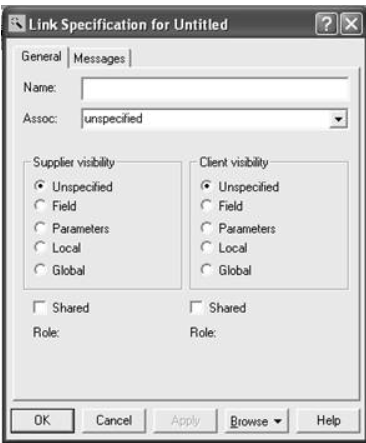 Link Specification for Untitled
General Messages
Name:
Assoc: unspecified
Supplier visibility Client visibility
Unspecified Unspecified
Field Field
Parameters Parameters
Local Local
Global Global
Shared Shared
Role: Role:
OK Cancel Apply Browse Help